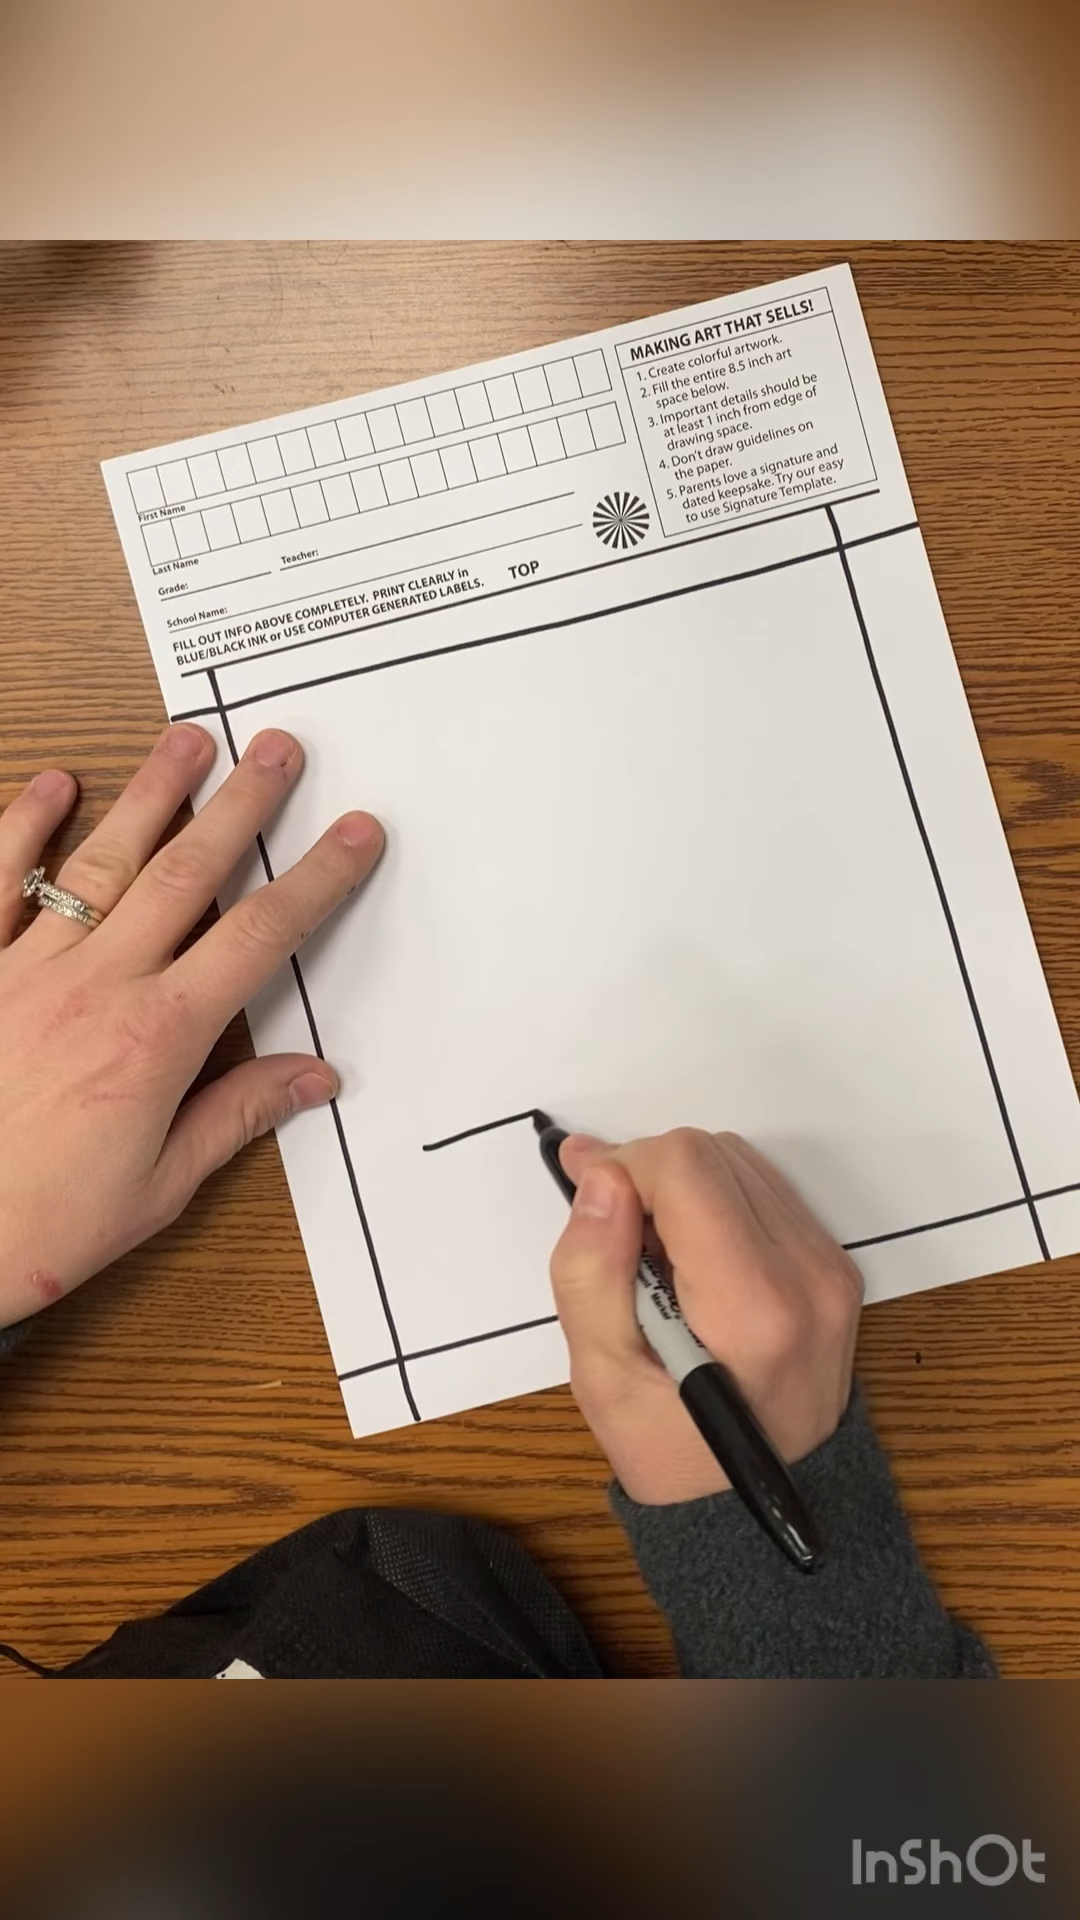 MAKING ART THAT SELLS!
1. Create colorful artwork.
2. Fill the entire 8.5 inch art
space below.
3. Important details should be
at least 1 inch from edge of
drawing space.
4. Don't draw guidelines on
the paper.
5. Parents love a signature and
dated keepsake. Try our easy
to use Signature Template.
First Name
Last Name
Grade:
Teacher:
School Name:
FILL OUT INFO ABOVE COMPLETELY. PRINT CLEARLY in
BLUE/BLACK INK or USE COMPUTER GENERATED LABELS.
TOP
Marker
InShOt